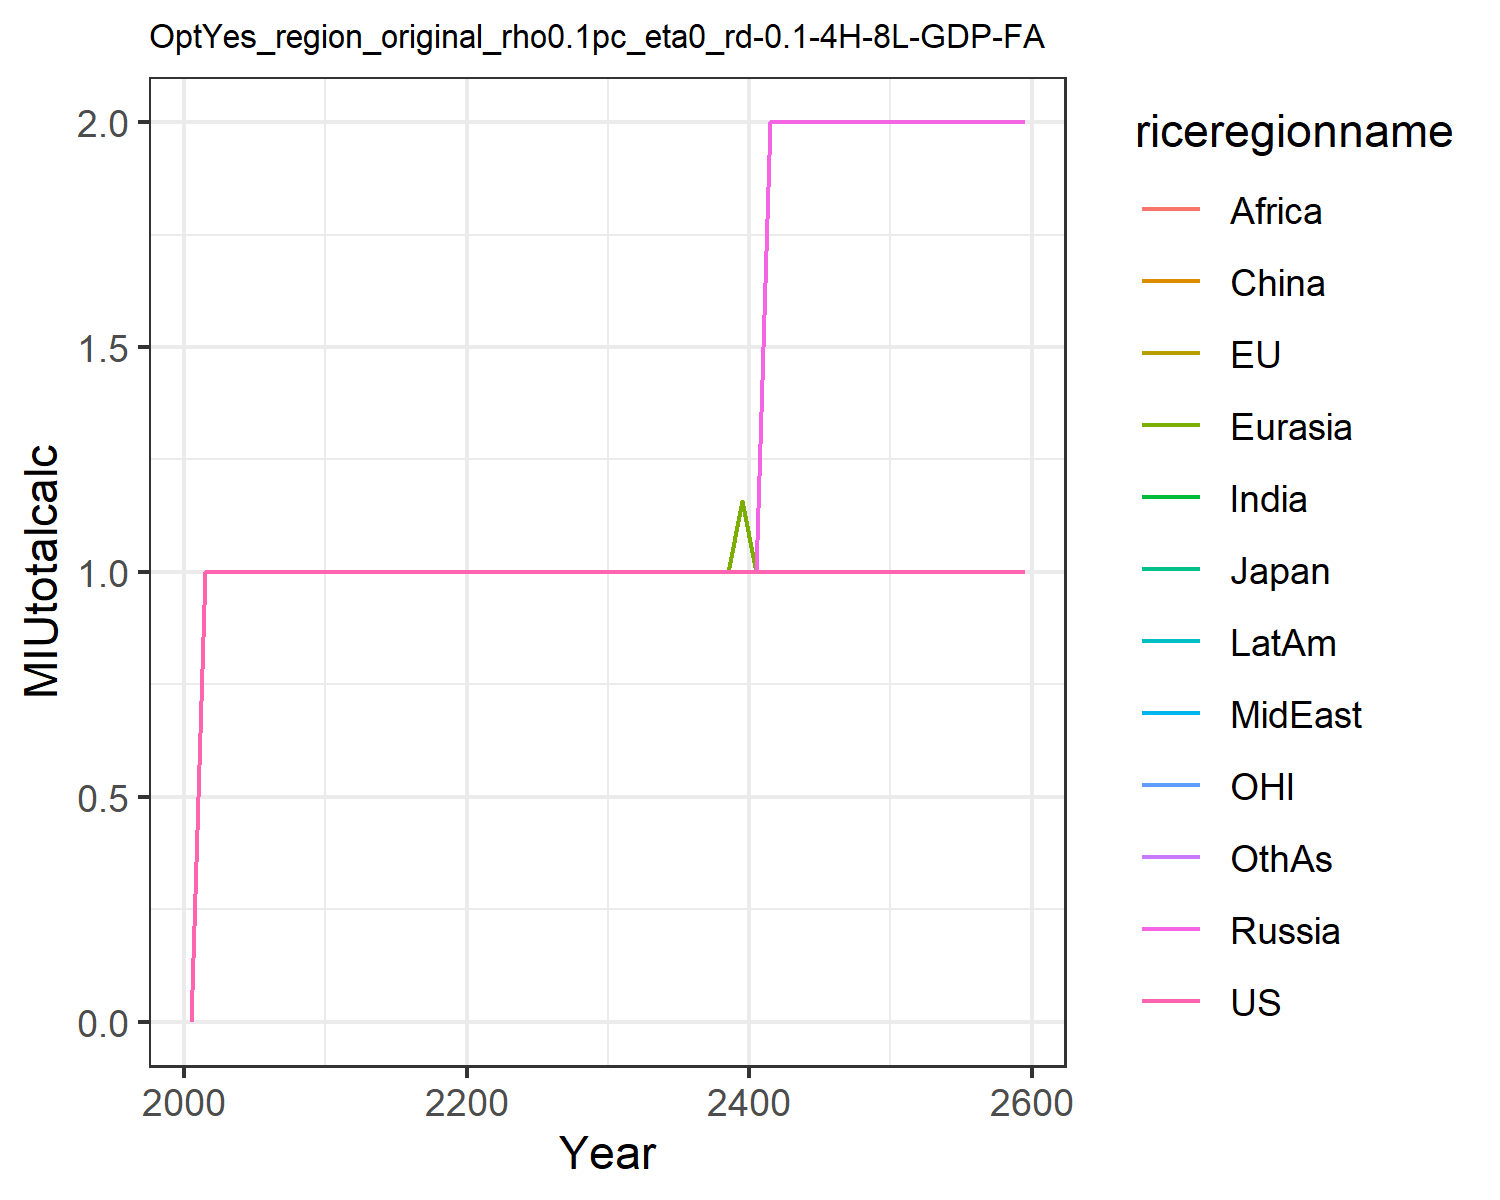 OptYes_region_original_rho0.1pc_eta0_rd-0.1-4H-8L-GDP-FA
2.0
1.5
1.0
0.5
0.0
MIUtotalcalc
2000 2200 2400 2600
Year
riceregionname
Africa
China
EU
Eurasia
India
Japan
LatAm
MidEast
OHI
OthAs
Russia
US